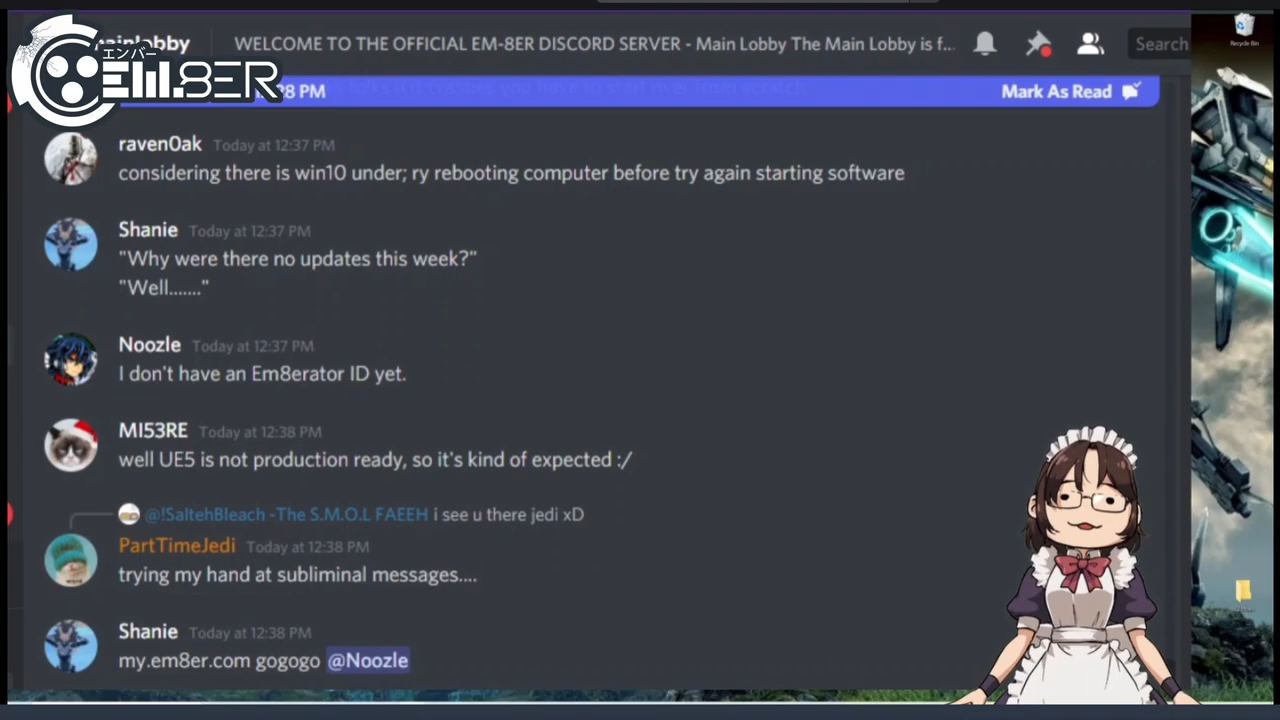 mainlobby
WELCOME TO THE OFFICIAL EM-8ER DISCORD SERVER - Main Lobby The Main Lobby is f...
Search
エンバー
EM.8ER
28 PM
Mark As Read
Recycle Bin
raven0ak Today at 12:37 PM
considering there is win10 under; ry rebooting computer before try again starting software
Shanie Today at 12:37 PM
"Why were there no updates this week?"
"Well......."
Noozle Today at 12:37 PM
I don't have an Em8erator ID yet.
MI53RE Today at 12:38 PM
well UE5 is not production ready, so it's kind of expected :/
@!SaltehBleach -The S.M.O.L FAEEH i see u there jedi xD
PartTimeJedi Today at 12:38 PM
trying my hand at subliminal messages....
Shanie Today at 12:38 PM
my.em8er.com gogogo @Noozle